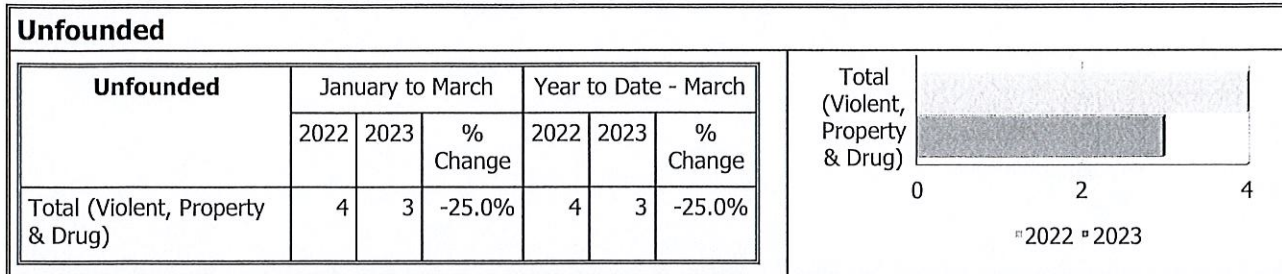 Unfounded
Unfounded January to March Year to Date - March
2022 2023 % Change 2022 2023 % Change
Total (Violent, Property & Drug) 4 3 -25.0% 4 3 -25.0%
Total
(Violent,
Property
& Drug)
0 2 4
2022 2023